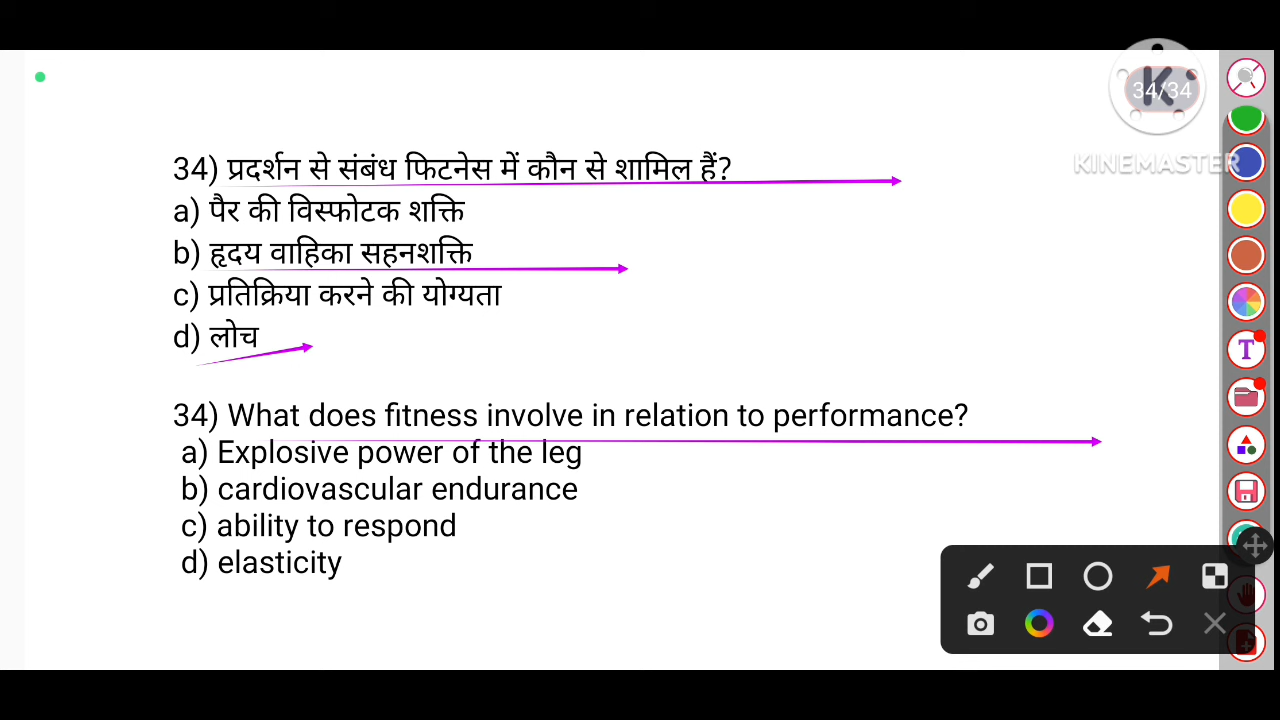 34/34
KINEMASTER
34) प्रदर्शन से संबंध फिटनेस में कौन से शामिल हैं?
a) पैर की विस्फोटक शक्ति
b) हृदय वाहिका सहनशक्ति
c) प्रतिक्रिया करने की योग्यता
d) लोच
34) What does fitness involve in relation to performance?
a) Explosive power of the leg
b) cardiovascular endurance
c) ability to respond
d) elasticity